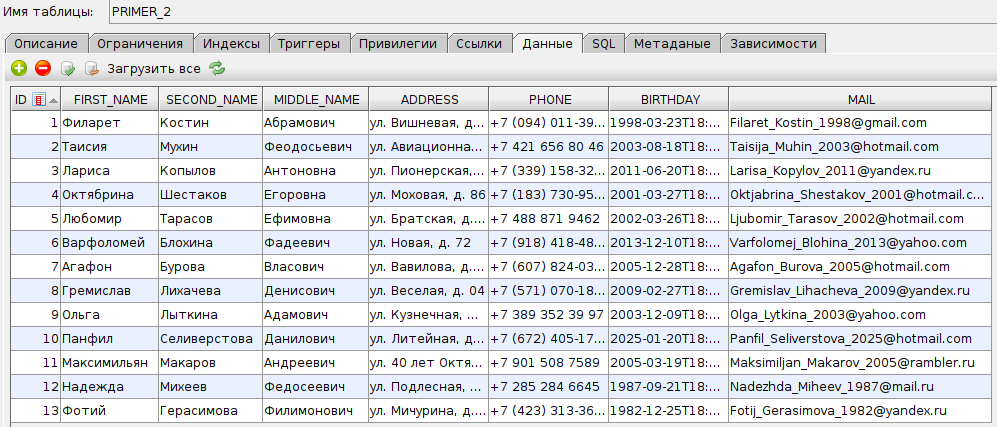 Имя таблицы: PRIMER_2
Описание Ограничения Индексы Триггеры Привилегии Ссылки Данные SQL Метаданые Зависимости
Загрузить все
ID FIRST_NAME SECOND_NAME MIDDLE_NAME ADDRESS PHONE BIRTHDAY MAIL
1 Филарет Костин Абрамович ул. Вишневая, д... +7 (094) 011-39... 1998-03-23T18:... Filaret_Kostin_1998@gmail.com
2 Таисия Мухин Феодосьевич ул. Авиационна... +7 421 656 80 46 2003-08-18T18:... Taisija_Muhin_2003@hotmail.com
3 Лариса Копылов Антоновна ул. Пионерская,... +7 (339) 158-32... 2011-06-20T18:... Larisa_Kopylov_2011@yandex.ru
4 Октябрина Шестаков Егоровна ул. Моховая, д. 86 +7 (183) 730-95... 2001-03-27T18:... Oktjabrina_Shestakov_2001@hotmail.c...
5 Любомир Тарасов Ефимовна ул. Братская, д.... +7 488 871 9462 2002-03-26T18:... Ljubomir_Tarasov_2002@hotmail.com
6 Варфоломей Блохина Фадеевич ул. Новая, д. 72 +7 (918) 418-48... 2013-12-10T18:... Varfolomej_Blohina_2013@yahoo.com
7 Агафон Бурова Власович ул. Вавилова, д.... +7 (607) 824-03... 2005-12-28T18:... Agafon_Burova_2005@hotmail.com
8 Гремислав Лихачева Денисович ул. Веселая, д. 04 +7 (571) 070-18... 2009-02-27T18:... Gremislav_Lihacheva_2009@yandex.ru
9 Ольга Лыткина Адамович ул. Кузнечная, ... +7 389 352 39 97 2003-12-09T18:... Olga_Lytkina_2003@yahoo.com
10 Панфил Селиверстова Данилович ул. Литейная, д... +7 (672) 405-17... 2025-01-20T18:... Panfil_Seliverstova_2025@hotmail.com
11 Максимильян Макаров Андреевич ул. 40 лет Октя... +7 901 508 7589 2005-03-19T18:... Maksimiljan_Makarov_2005@rambler.ru
12 Надежда Михеев Федосеевич ул. Подлесная, ... +7 285 284 6645 1987-09-21T18:... Nadezhda_Miheev_1987@mail.ru
13 Фотий Герасимова Филимонович ул. Мичурина, д.... +7 (423) 313-36... 1982-12-25T18:... Fotij_Gerasimova_1982@yandex.ru